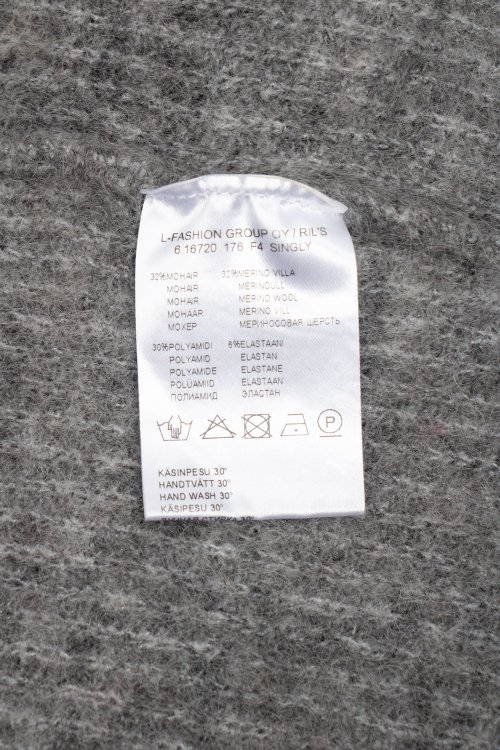 L-FASHION GROUP OY / RIL'S
6 16720 176 F4 SINGLY
32%MOHAIR 32%MERINO VILLA
MOHAIR MERINOULL
MOHAIR MERINO WOOL
MOHÄÄR MERINO VILL
МОХЕР МЕРИНОСОВАЯ ШЕРСТЬ
30%POLYAMIDI 6%ELASTAANI
POLYAMID ELASTAN
POLYAMIDE ELASTANE
POLÜAMIID ELASTAAN
ПОЛИАМИД ЭЛАСТАН
P
KÄSINPESU 30°
HANDTVÄTT 30°
HAND WASH 30°
KÄSIPESU 30°